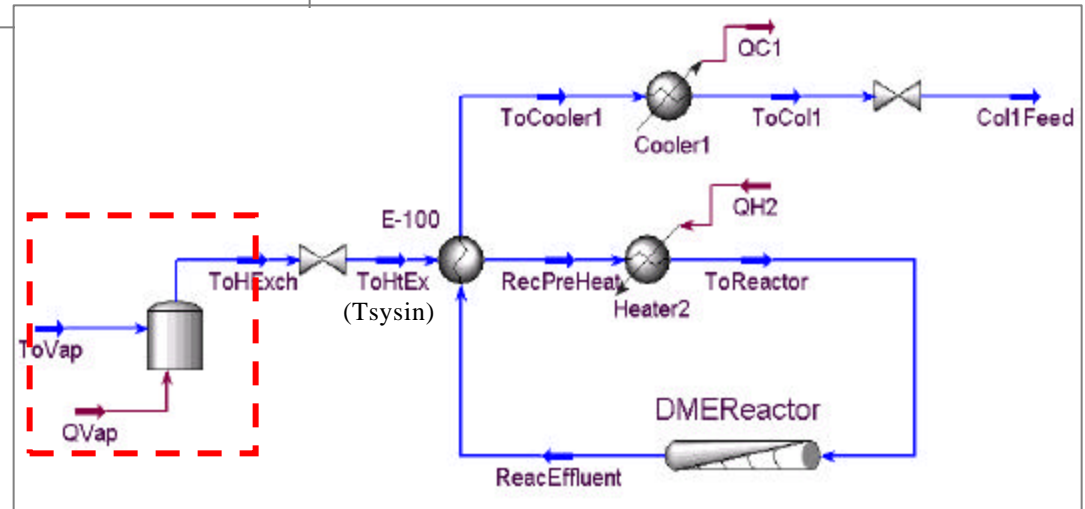 QC1
ToCooler1
ToCol1
Col1Feed
Cooler1
E-100
QH2
ToHExch
ToHtEx
RecPreHeat
ToReactor
(Tsysin)
Heater2
ToVap
QVap
DMEReactor
ReacEffluent